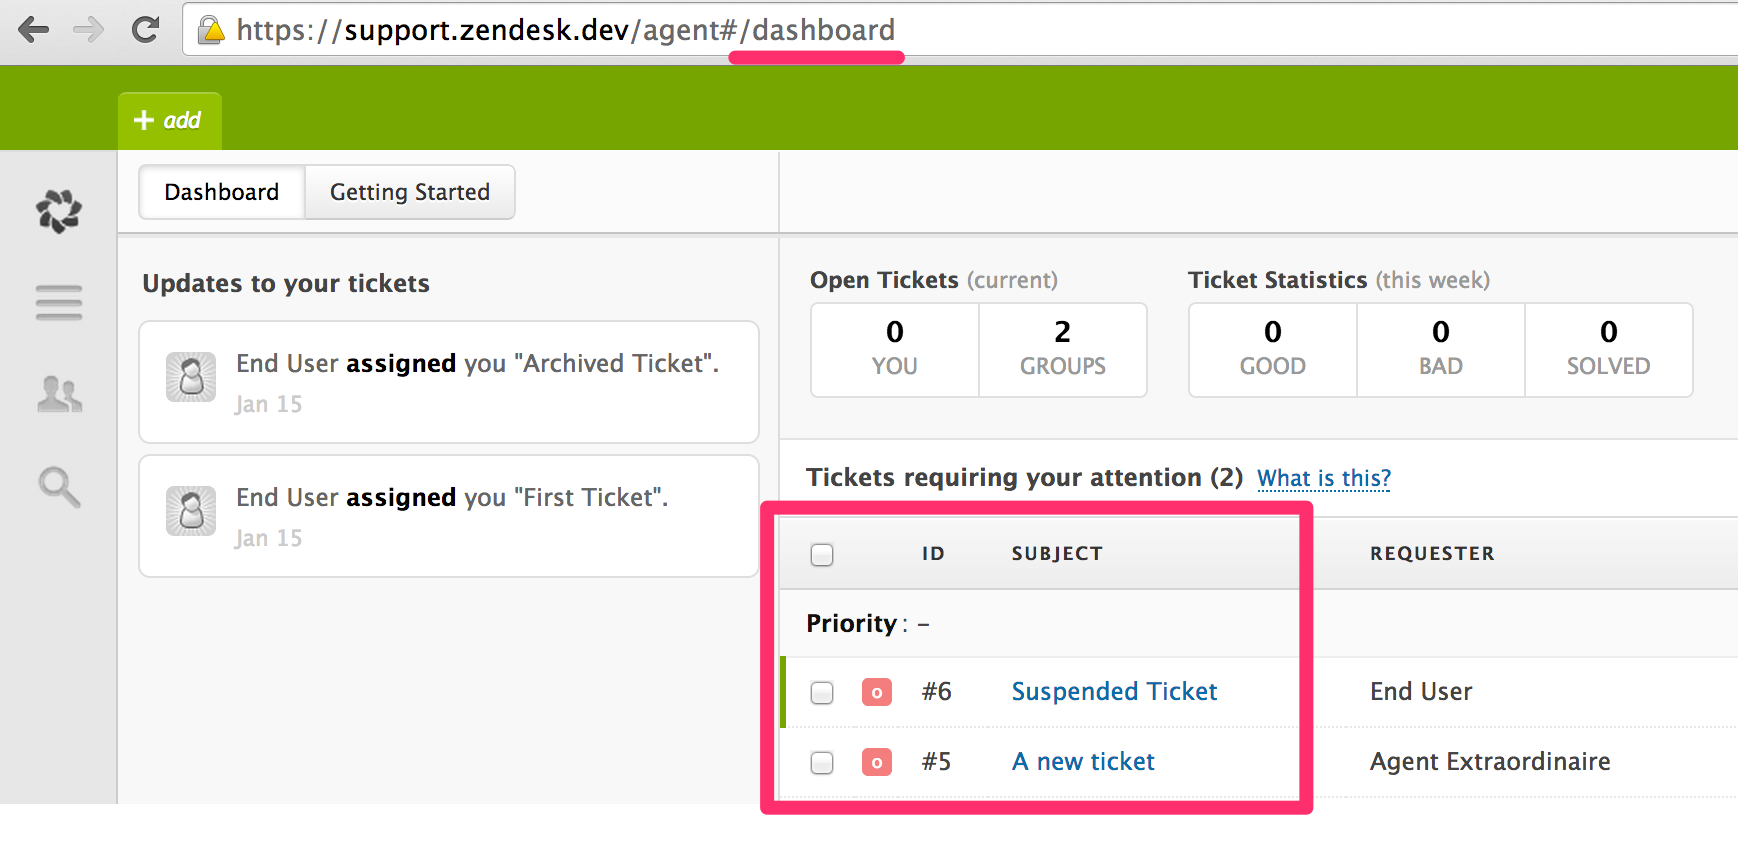 https://support.zendesk.dev/agent#/dashboard
+ add
Dashboard Getting Started
Updates to your tickets
End User assigned you "Archived Ticket".
Jan 15
End User assigned you "First Ticket".
Jan 15
Open Tickets (current)
0 2
YOU GROUPS
Ticket Statistics (this week)
0 0 0
GOOD BAD SOLVED
Tickets requiring your attention (2) What is this?
ID SUBJECT REQUESTER
Priority : –
o #6 Suspended Ticket End User
o #5 A new ticket Agent Extraordinaire